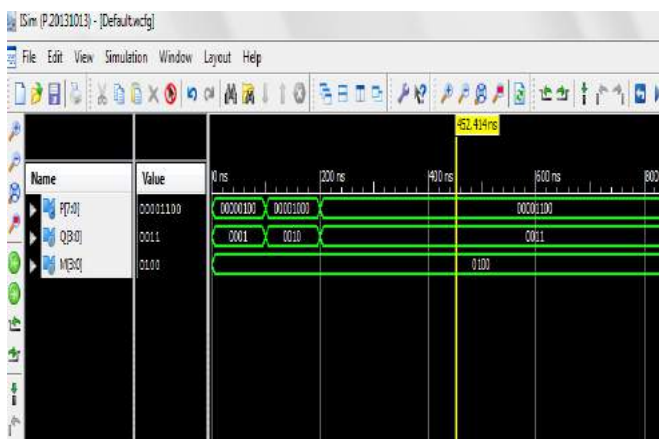 ISim (P.20131013) - [Default.wcfg]
File Edit View Simulation Window Layout Help
452.414 ns
Name Value 0 ns 200 ns 400 ns 600 ns 800
P[7:0] 00001100 00000100 00001000 00001100
Q[3:0] 0011 0001 0010 0011
M[3:0] 0100 0100